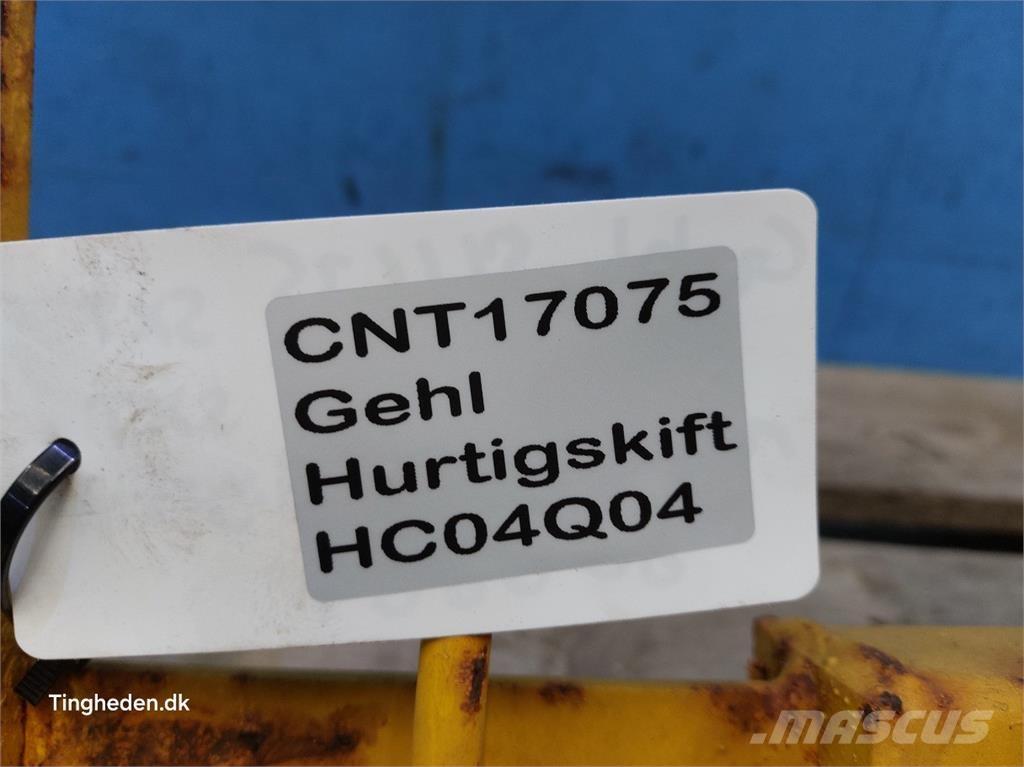 CNT17075
Gehl
Hurtigskift
HC04Q04
Tingheden.dk
MASCUS